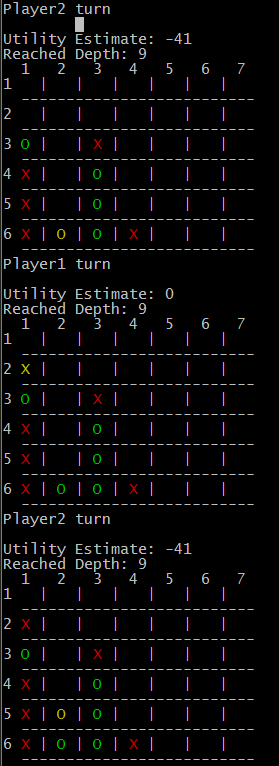 Player2 turn
Utility Estimate: -41
Reached Depth: 9
  1   2   3   4   5   6   7
1   |   |   |   |   |   |
  --------------------------
2   |   |   |   |   |   |
  --------------------------
3 O |   | X |   |   |   |
  --------------------------
4 X |   | O |   |   |   |
  --------------------------
5 X |   | O |   |   |   |
  --------------------------
6 X | O | O | X |   |   |
  --------------------------
Player1 turn
Utility Estimate: 0
Reached Depth: 9
  1   2   3   4   5   6   7
1   |   |   |   |   |   |
  --------------------------
2 X |   |   |   |   |   |
  --------------------------
3 O |   | X |   |   |   |
  --------------------------
4 X |   | O |   |   |   |
  --------------------------
5 X |   | O |   |   |   |
  --------------------------
6 X | O | O | X |   |   |
  --------------------------
Player2 turn
Utility Estimate: -41
Reached Depth: 9
  1   2   3   4   5   6   7
1   |   |   |   |   |   |
  --------------------------
2 X |   |   |   |   |   |
  --------------------------
3 O |   | X |   |   |   |
  --------------------------
4 X |   | O |   |   |   |
  --------------------------
5 X | O | O |   |   |   |
  --------------------------
6 X | O | O | X |   |   |
  --------------------------